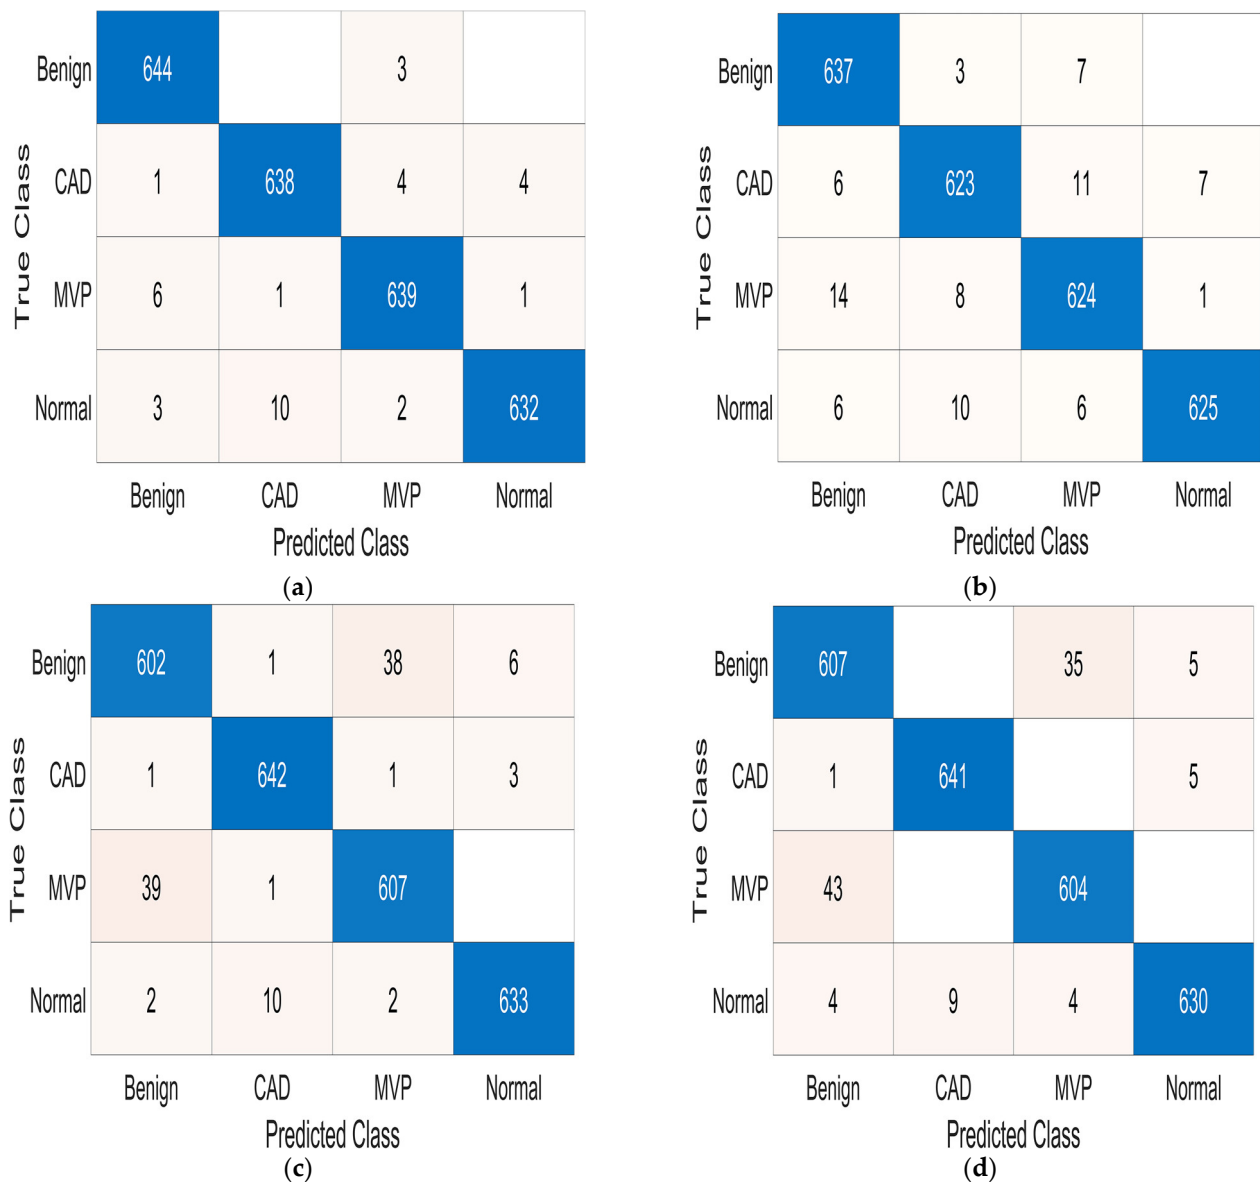 Benign 644 3
CAD 1 638 4 4
MVP 6 1 639 1
Normal 3 10 2 632
Benign CAD MVP Normal
Predicted Class
True Class
(a)
Benign 637 3 7
CAD 6 623 11 7
MVP 14 8 624 1
Normal 6 10 6 625
Benign CAD MVP Normal
Predicted Class
True Class
(b)
Benign 602 1 38 6
CAD 1 642 1 3
MVP 39 1 607
Normal 2 10 2 633
Benign CAD MVP Normal
Predicted Class
True Class
(c)
Benign 607 35 5
CAD 1 641 5
MVP 43 604
Normal 4 9 4 630
Benign CAD MVP Normal
Predicted Class
True Class
(d)